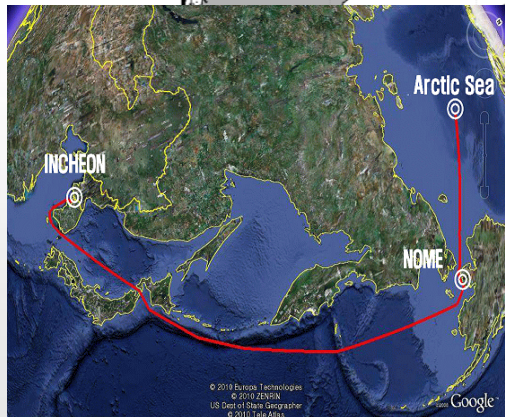 Arctic Sea
INCHEON
NOME
© 2010 Europa Technologies
© 2010 ZENRIN
US Dept of State Geographer
© 2010 Tele Atlas
Google